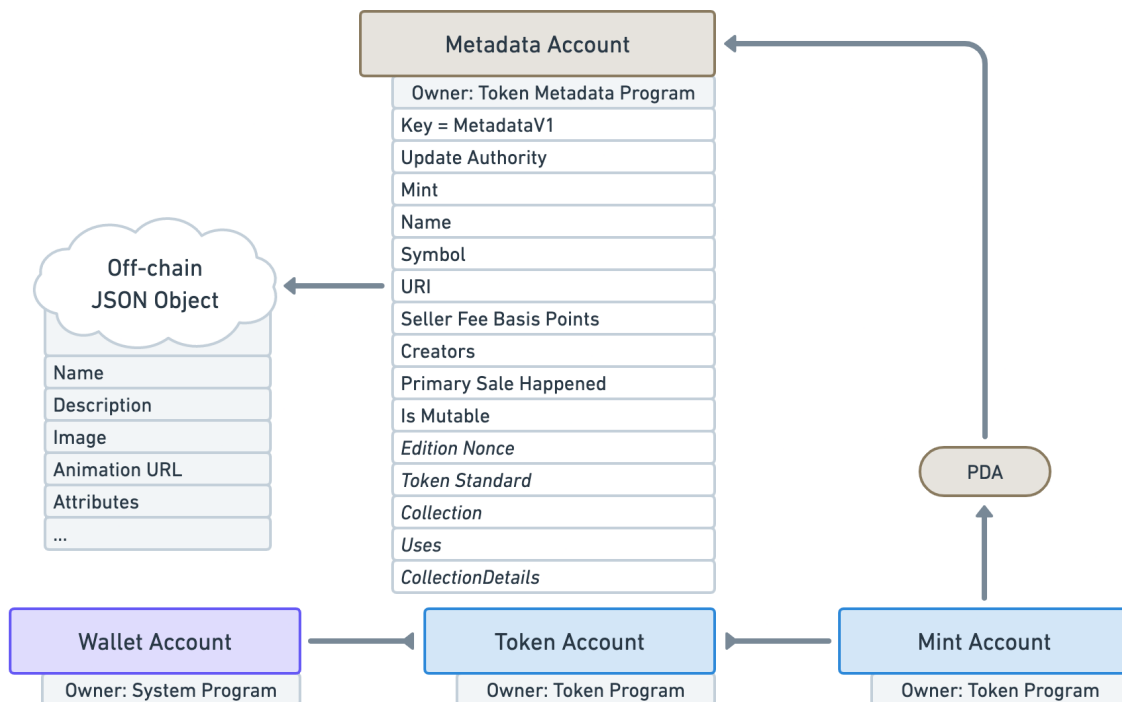 Metadata Account
Owner: Token Metadata Program
Key = MetadataV1
Update Authority
Mint
Name
Symbol
URI
Seller Fee Basis Points
Creators
Primary Sale Happened
Is Mutable
Edition Nonce
Token Standard
Collection
Uses
CollectionDetails
Off-chain
JSON Object
Name
Description
Image
Animation URL
Attributes
...
PDA
Wallet Account
Owner: System Program
Token Account
Owner: Token Program
Mint Account
Owner: Token Program